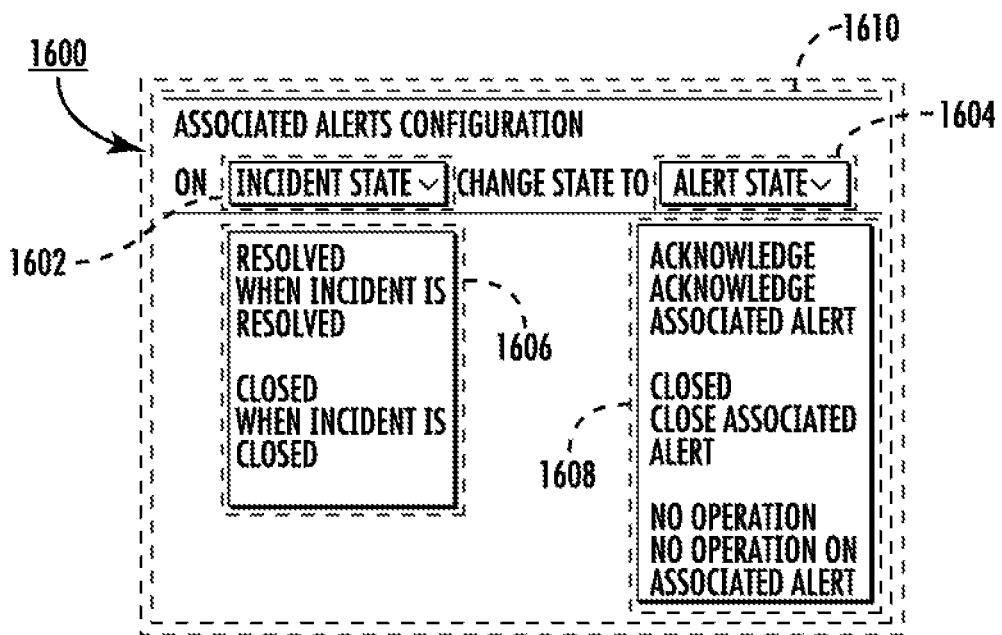 1600
1610
ASSOCIATED ALERTS CONFIGURATION
1604
ON INCIDENT STATE CHANGE STATE TO ALERT STATE
1602
RESOLVED
WHEN INCIDENT IS
RESOLVED
CLOSED
WHEN INCIDENT IS
CLOSED
1606
ACKNOWLEDGE
ACKNOWLEDGE
ASSOCIATED ALERT
CLOSED
CLOSE ASSOCIATED
ALERT
NO OPERATION
NO OPERATION ON
ASSOCIATED ALERT
1608